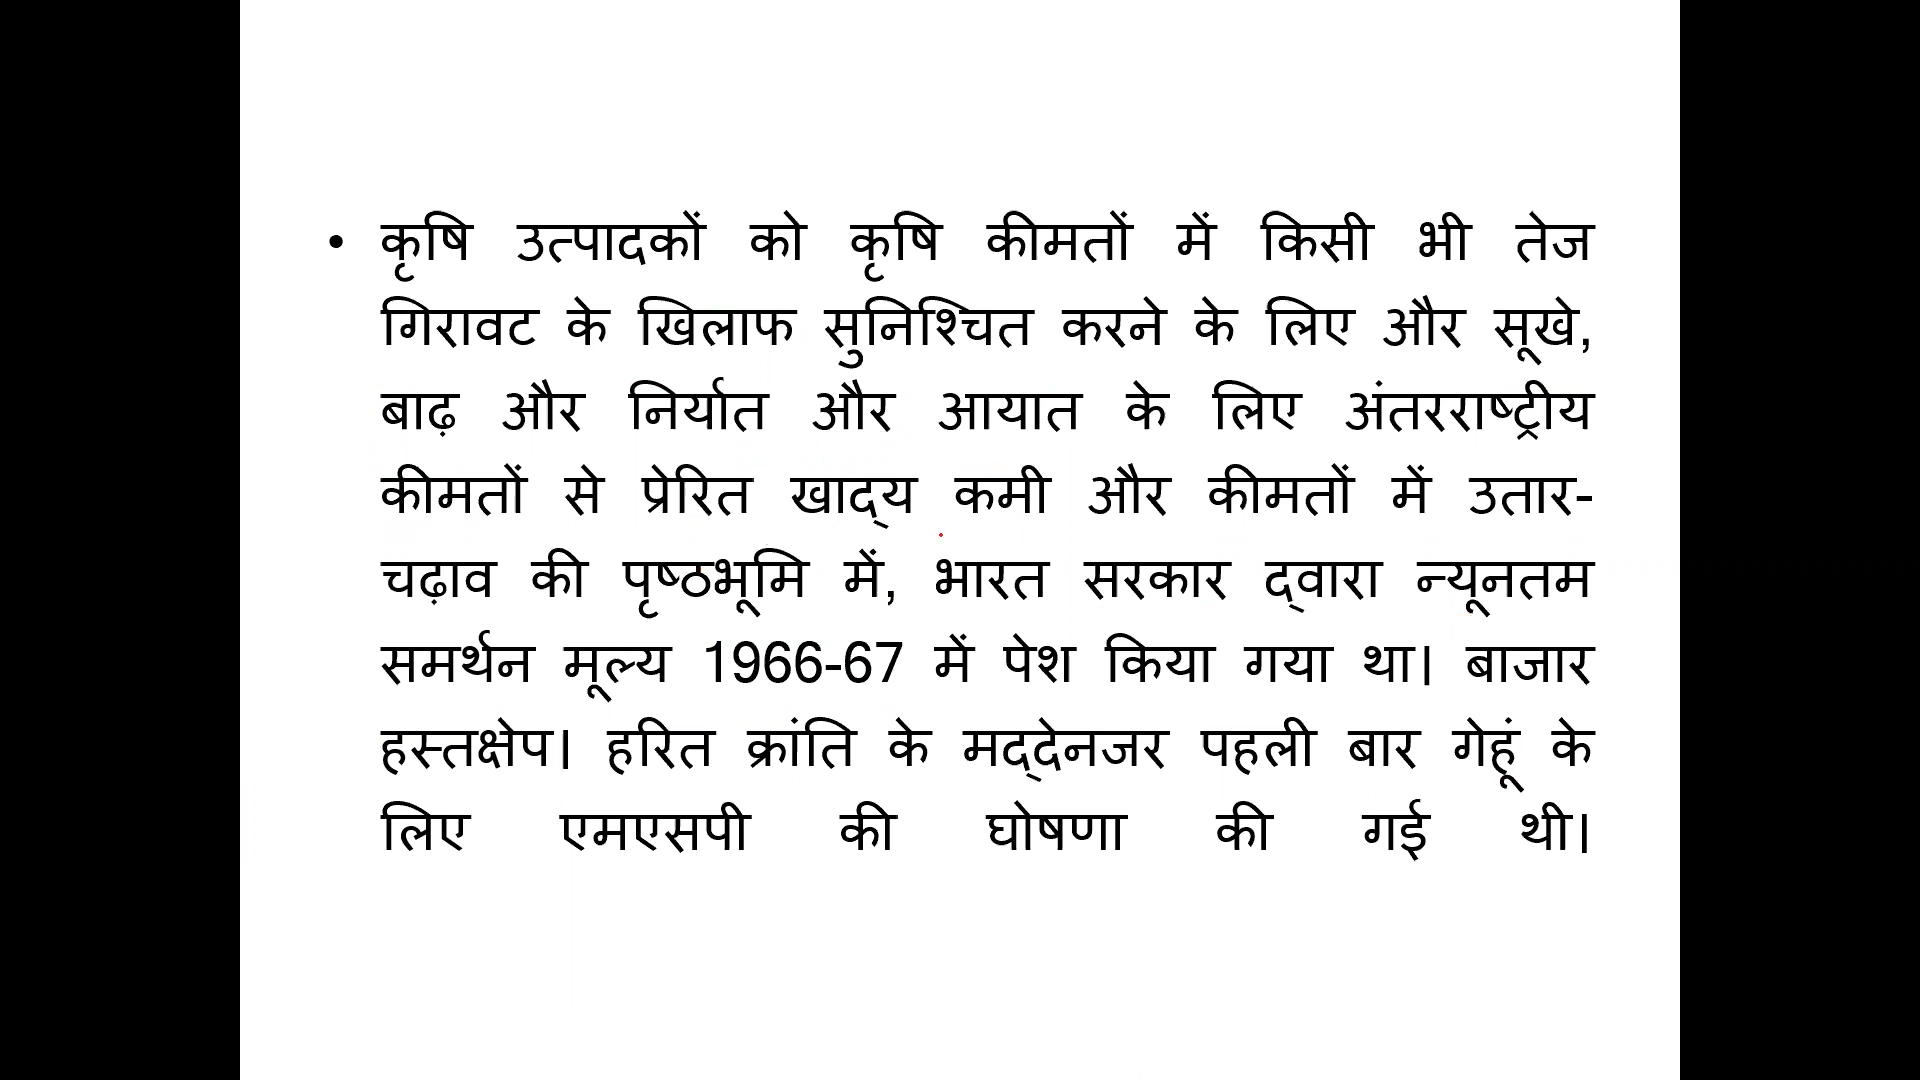 • कृषि उत्पादकों को कृषि कीमतों में किसी भी तेज
गिरावट के खिलाफ सुनिश्चित करने के लिए और सूखे,
बाढ़ और निर्यात और आयात के लिए अंतरराष्ट्रीय
कीमतों से प्रेरित खाद्य कमी और कीमतों में उतार-
चढ़ाव की पृष्ठभूमि में, भारत सरकार द्वारा न्यूनतम
समर्थन मूल्य 1966-67 में पेश किया गया था। बाजार
हस्तक्षेप। हरित क्रांति के मद्देनजर पहली बार गेहूं के
लिए एमएसपी की घोषणा की गई थी।